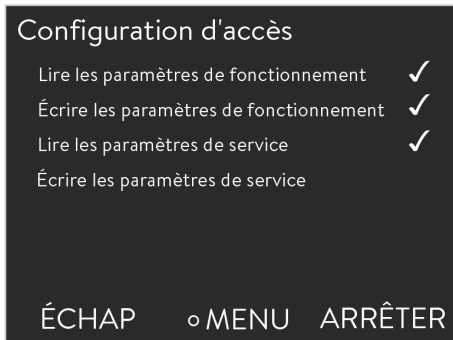 Configuration d'accès
Lire les paramètres de fonctionnement ✓
Écrire les paramètres de fonctionnement ✓
Lire les paramètres de service ✓
Écrire les paramètres de service
ÉCHAP ○ MENU ARRÊTER